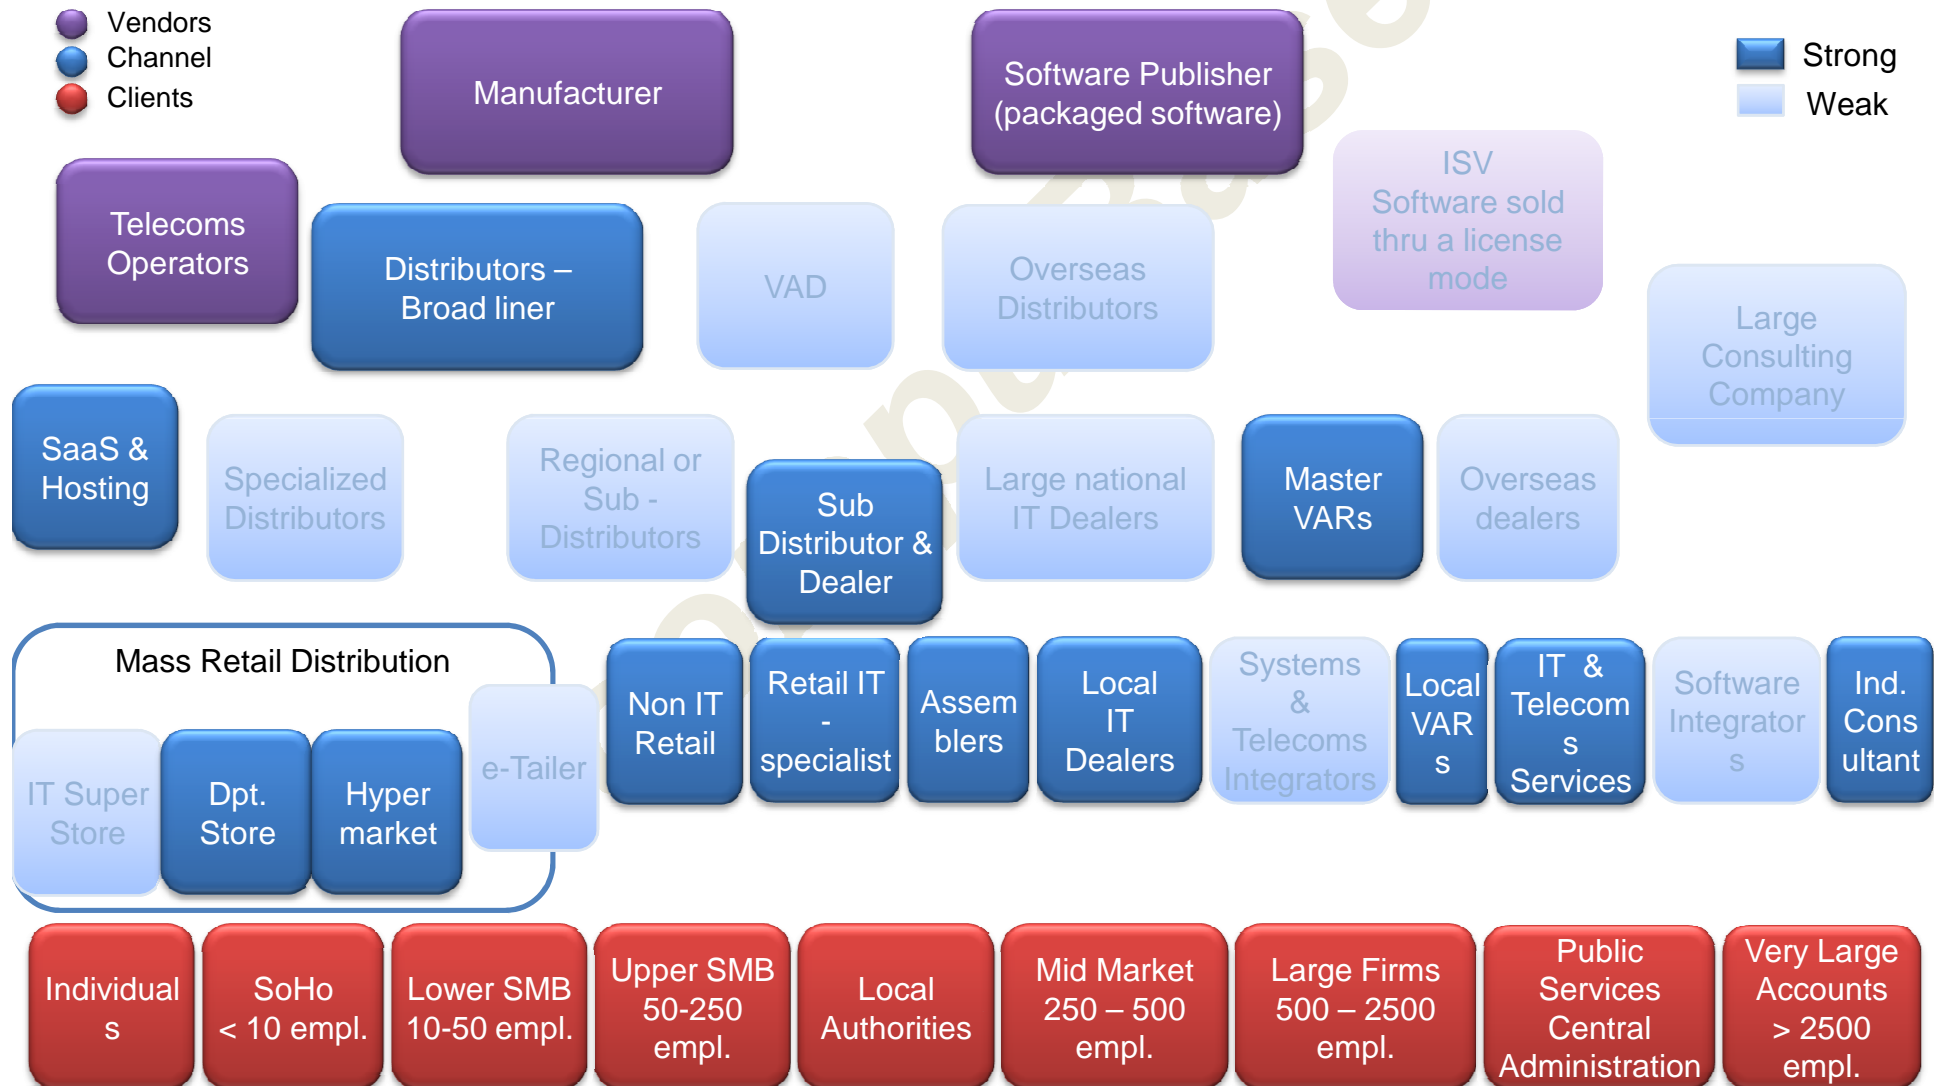 Vendors
Channel
Clients
Manufacturer
Software Publisher
(packaged software)
Strong
Weak
Telecoms
Operators
Distributors –
Broad liner
VAD
Overseas
Distributors
ISV
Software sold
thru a license
mode
Large
Consulting
Company
SaaS &
Hosting
Specialized
Distributors
Regional or
Sub -
Distributors
Sub
Distributor &
Dealer
Large national
IT Dealers
Master
VARs
Overseas
dealers
Mass Retail Distribution
IT Super
Store
Dpt.
Store
Hyper
market
e-Tailer
Non IT
Retail
Retail IT
-
specialist
Assem
blers
Local
IT
Dealers
Systems
&
Telecoms
Integrators
Local
VAR
s
IT &
Telecom
s
Services
Software
Integrator
s
Ind.
Cons
ultant
Individual
s
SoHo
< 10 empl.
Lower SMB
10-50 empl.
Upper SMB
50-250
empl.
Local
Authorities
Mid Market
250 – 500
empl.
Large Firms
500 – 2500
empl.
Public
Services
Central
Administration
Very Large
Accounts
> 2500
empl.